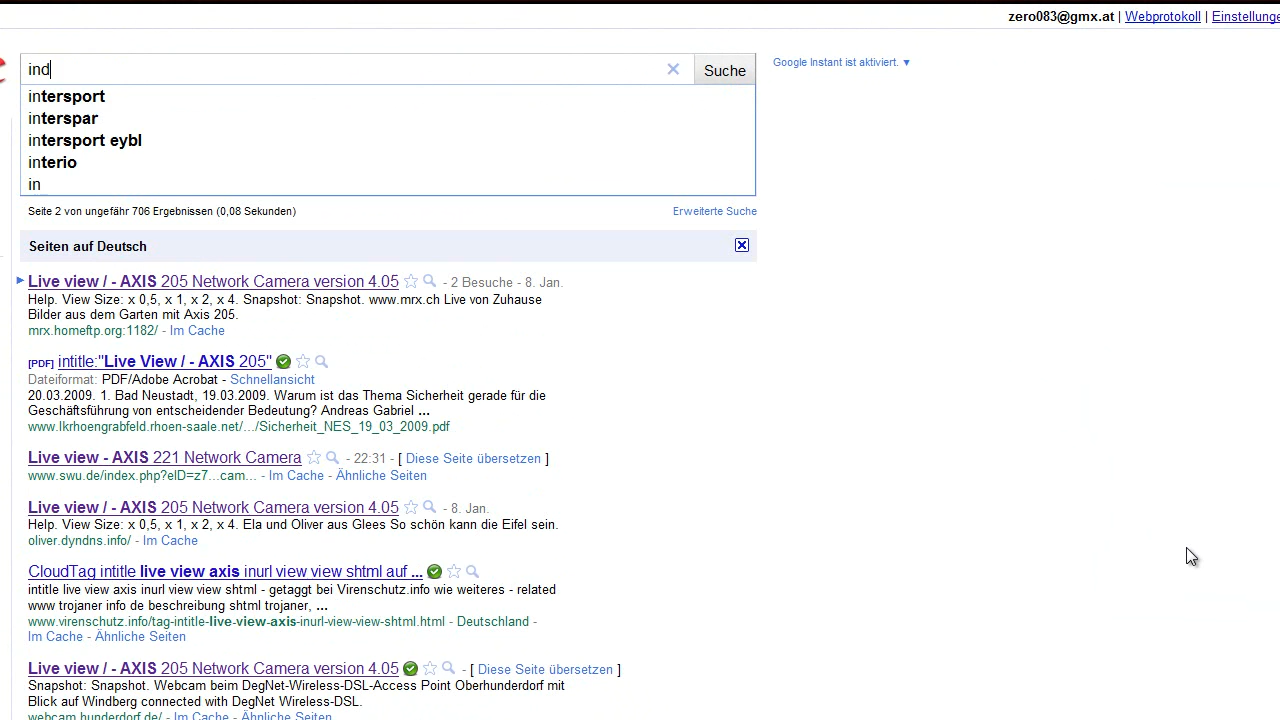 zero083@gmx.at | Webprotokoll | Einstellunge
ind
Suche
Google Instant ist aktiviert. ▼
intersport
interspar
intersport eybl
interio
in
Seite 2 von ungefähr 706 Ergebnissen (0,08 Sekunden)
Erweiterte Suche
Seiten auf Deutsch
Live view / - AXIS 205 Network Camera version 4.05 - 2 Besuche - 8. Jan.
Help. View Size: x 0,5, x 1, x 2, x 4. Snapshot: Snapshot. www.mrx.ch Live von Zuhause
Bilder aus dem Garten mit Axis 205.
mrx.homeftp.org:1182/ - Im Cache
[PDF] intitle:"Live View / - AXIS 205"
Dateiformat: PDF/Adobe Acrobat - Schnellansicht
20.03.2009. 1. Bad Neustadt, 19.03.2009. Warum ist das Thema Sicherheit gerade für die
Geschäftsführung von entscheidender Bedeutung? Andreas Gabriel ...
www.lkrhoengrabfeld.rhoen-saale.net/.../Sicherheit_NES_19_03_2009.pdf
Live view - AXIS 221 Network Camera - 22:31 - [ Diese Seite übersetzen ]
www.swu.de/index.php?eID=z7...cam... - Im Cache - Ähnliche Seiten
Live view / - AXIS 205 Network Camera version 4.05 - 8. Jan.
Help. View Size: x 0,5, x 1, x 2, x 4. Ela und Oliver aus Glees So schön kann die Eifel sein.
oliver.dyndns.info/ - Im Cache
CloudTag intitle live view axis inurl view view shtml auf ...
intitle live view axis inurl view view shtml - getaggt bei Virenschutz.info wie weiteres - related
www trojaner info de beschreibung shtml trojaner, ...
www.virenschutz.info/tag-intitle-live-view-axis-inurl-view-view-shtml.html - Deutschland -
Im Cache - Ähnliche Seiten
Live view / - AXIS 205 Network Camera version 4.05 - [ Diese Seite übersetzen ]
Snapshot: Snapshot. Webcam beim DegNet-Wireless-DSL-Access Point Oberhunderdorf mit
Blick auf Windberg connected with DegNet Wireless-DSL.
webcam.hunderdorf.de/ - Im Cache - Ähnliche Seiten